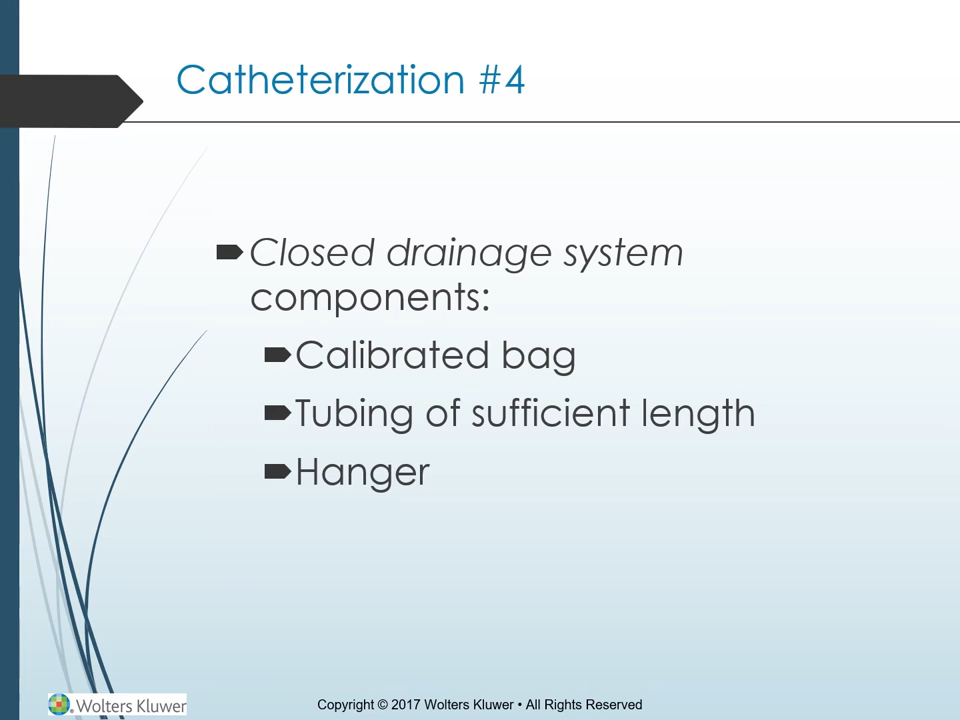 Catheterization #4
Closed drainage system
components:
Calibrated bag
Tubing of sufficient length
Hanger
Wolters Kluwer
Copyright © 2017 Wolters Kluwer • All Rights Reserved